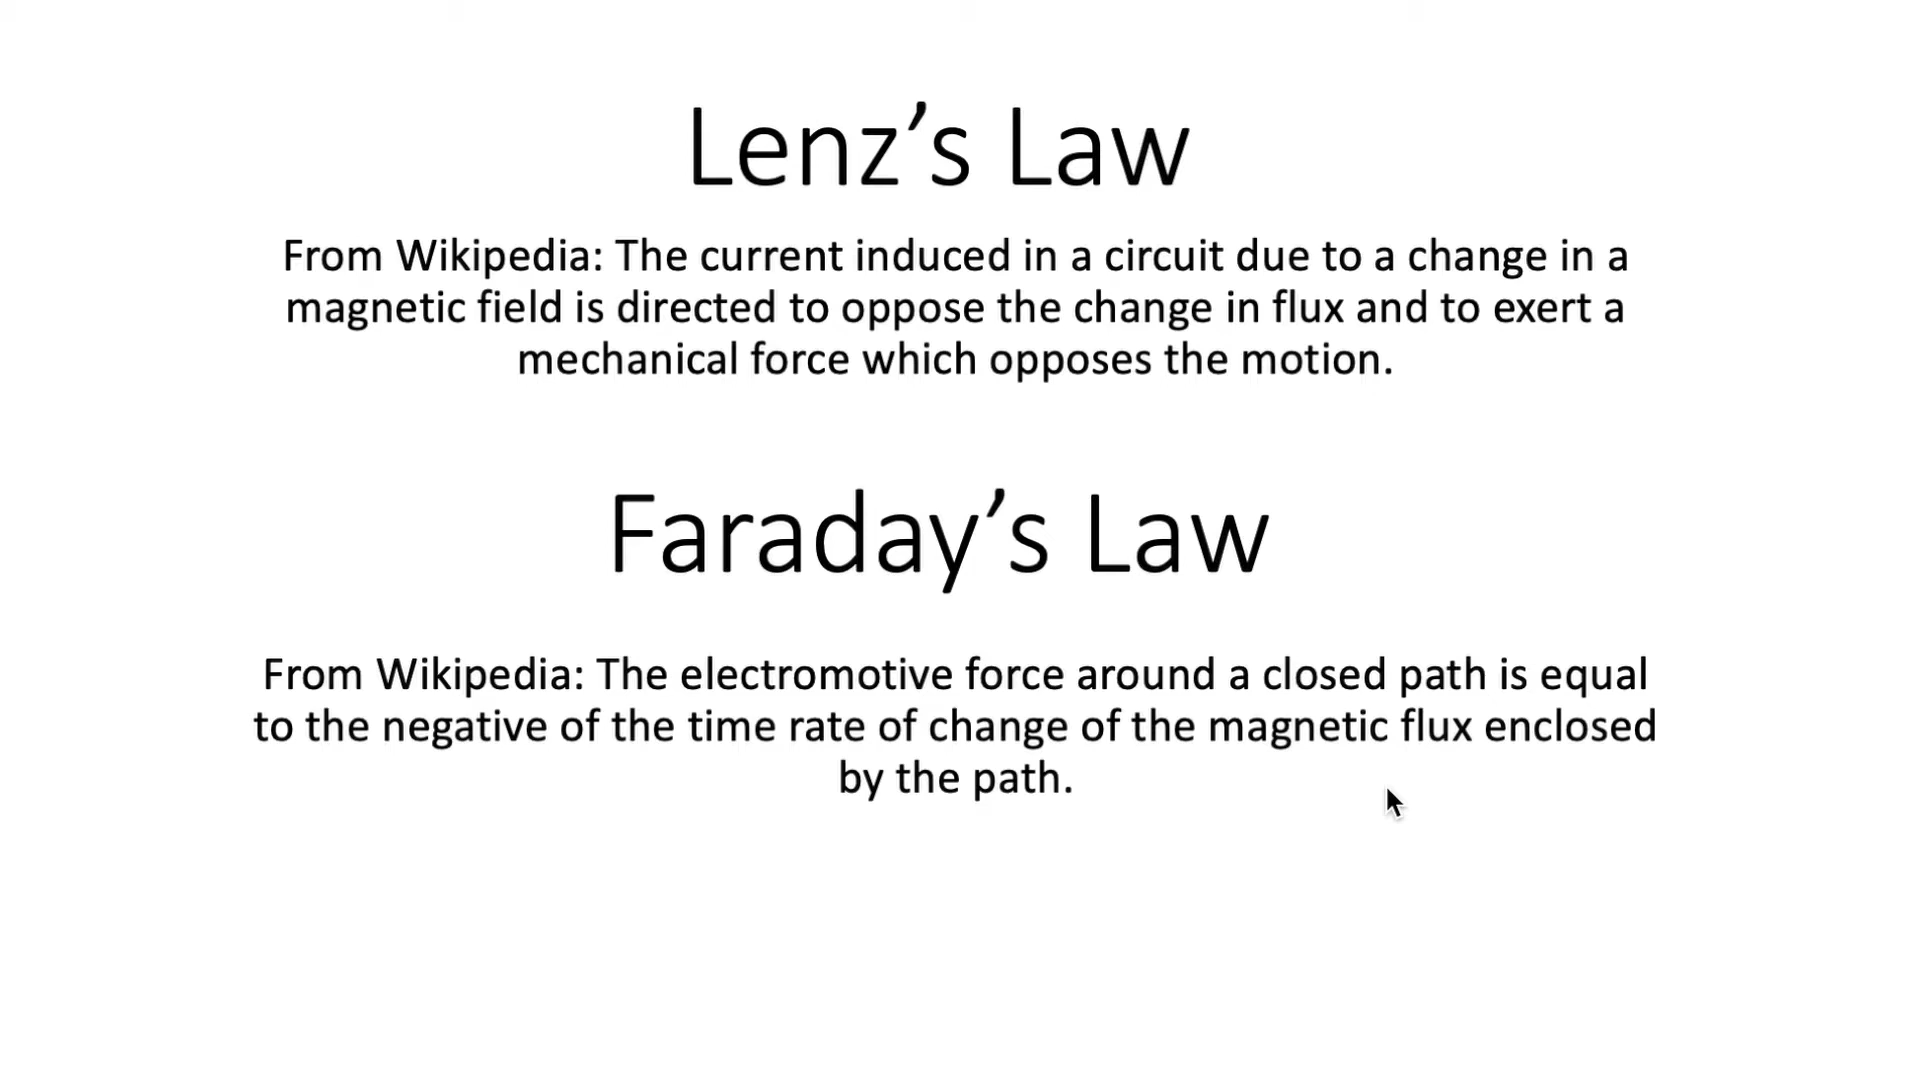 Lenz’s Law
From Wikipedia: The current induced in a circuit due to a change in a
magnetic field is directed to oppose the change in flux and to exert a
mechanical force which opposes the motion.
Faraday’s Law
From Wikipedia: The electromotive force around a closed path is equal
to the negative of the time rate of change of the magnetic flux enclosed
by the path.